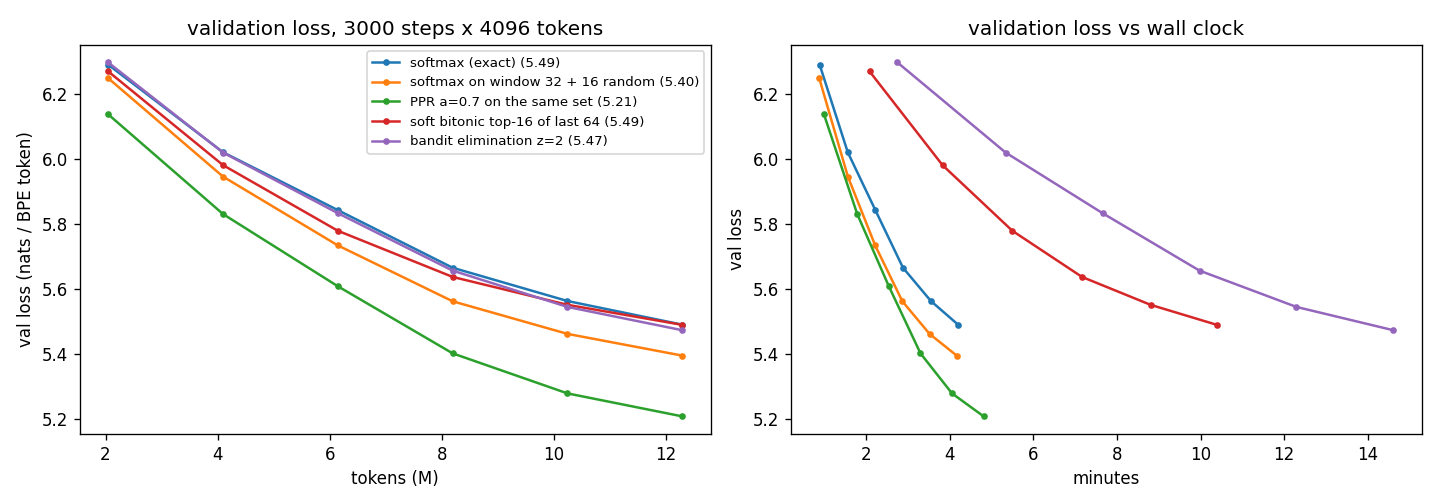 validation loss, 3000 steps x 4096 tokens
softmax (exact) (5.49)
softmax on window 32 + 16 random (5.40)
PPR a=0.7 on the same set (5.21)
soft bitonic top-16 of last 64 (5.49)
bandit elimination z=2 (5.47)
val loss (nats / BPE token)
6.2
6.0
5.8
5.6
5.4
5.2
2
4
6
8
10
12
tokens (M)
validation loss vs wall clock
val loss
6.2
6.0
5.8
5.6
5.4
5.2
2
4
6
8
10
12
14
minutes